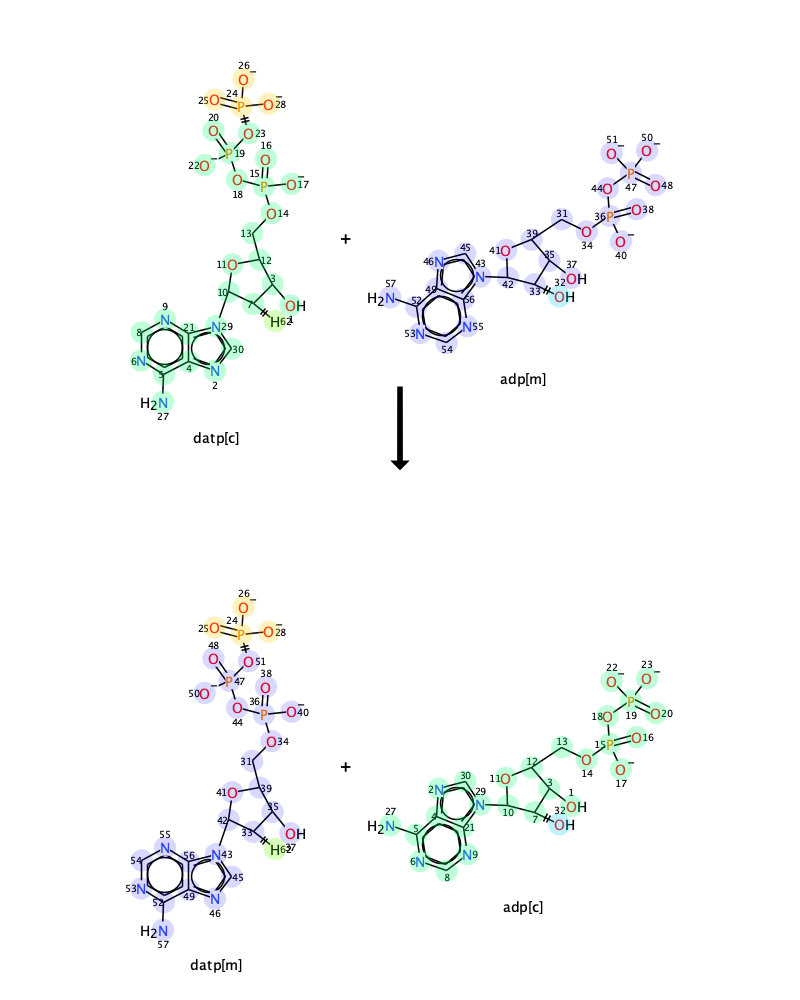 26
O−
24
25 O P O− 28
20
O O 23
16
O
P 19
15
22 O−
O P O− 17
18
O 14
13
11 O 12
3
10
7 OH
1
H 62
9
N
8 21 N 29
30
6 N
5 4 N
2
H2N
27
datp[c]
+
51 50
O− O−
P
47
44 O O 48
31
36 P O 38
39 O
34
O−
40
41 O
35
37
OH
45
46 N
43
N
42
33
32
OH
49
57
H2N
52
56
53 N
N 55
54
adp[m]
26
O−
24
25 O P O− 28
48
O O 51
38
O
P 47
36
50 O−
O P O− 40
44
O 34
31
41 O 39
35
42
33 OH
37
H 62
55
N
54 56 N 43
45
53 N
52 49 N
46
H2N
57
datp[m]
+
22 23
O− O−
P
19
18 O O 20
13
15 P O 16
12 O
14
O−
17
11 O
3
1
OH
30
2 N
29
N
10
7
32
OH
4
27
H2N
5
21
6 N
N 9
8
adp[c]